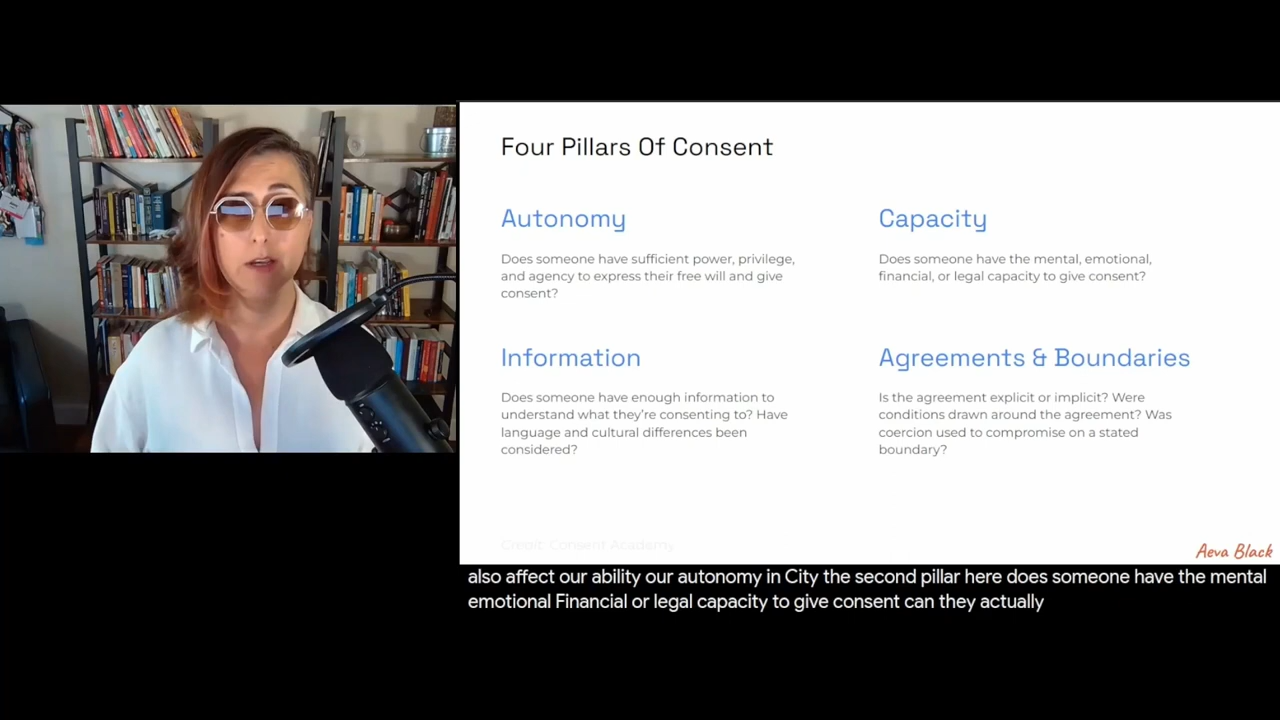 Four Pillars Of Consent
Autonomy
Does someone have sufficient power, privilege,
and agency to express their free will and give
consent?
Capacity
Does someone have the mental, emotional,
financial, or legal capacity to give consent?
Information
Does someone have enough information to
understand what they're consenting to? Have
language and cultural differences been
considered?
Agreements & Boundaries
Is the agreement explicit or implicit? Were
conditions drawn around the agreement? Was
coercion used to compromise on a stated
boundary?
Credit: Consent Academy
Aeva Black
also affect our ability our autonomy in City the second pillar here does someone have the mental
emotional Financial or legal capacity to give consent can they actually